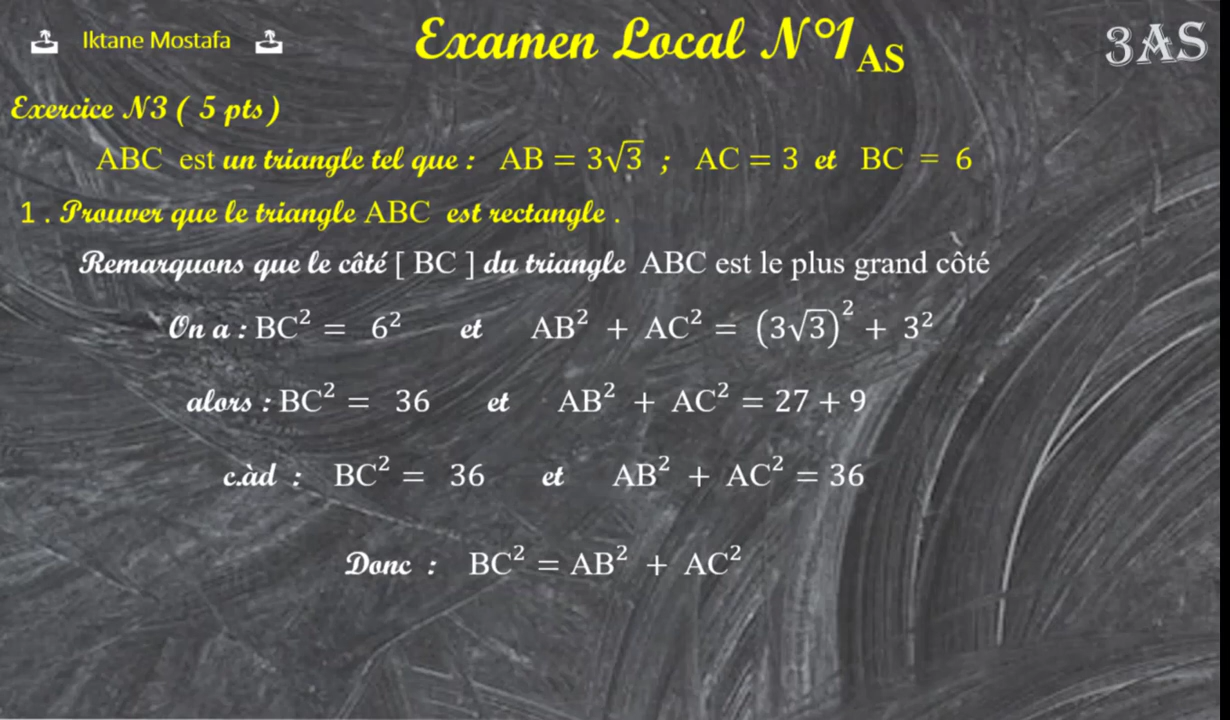 Iktane Mostafa
Examen Local N°1 AS
3AS
Exercice N3 ( 5 pts )
ABC est un triangle tel que : AB = 3√3 ; AC = 3 et BC = 6
1 . Prouver que le triangle ABC est rectangle .
Remarquons que le côté [ BC ] du triangle ABC est le plus grand côté
On a : BC² = 6² et AB² + AC² = (3√3)² + 3²
alors : BC² = 36 et AB² + AC² = 27 + 9
c.àd : BC² = 36 et AB² + AC² = 36
Donc : BC² = AB² + AC²